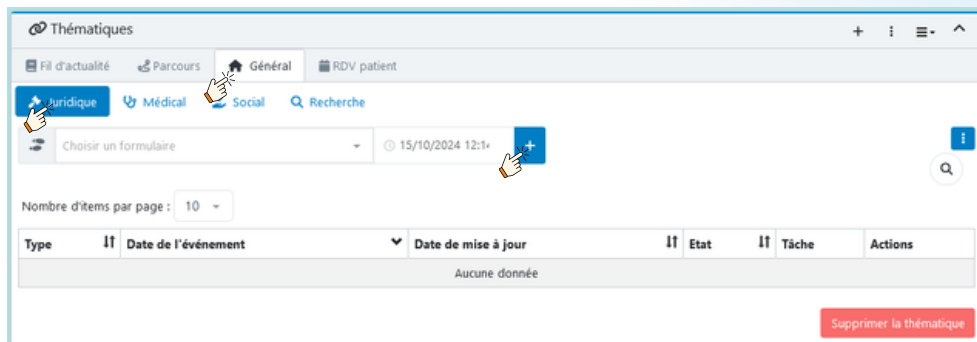 Thématiques
Fil d'actualité Parcours Général RDV patient
Juridique Médical Social Recherche
Choisir un formulaire 15/10/2024 12:1
Nombre d'items par page : 10
Type Date de l'événement Date de mise à jour Etat Tâche Actions
Aucune donnée
Supprimer la thématique